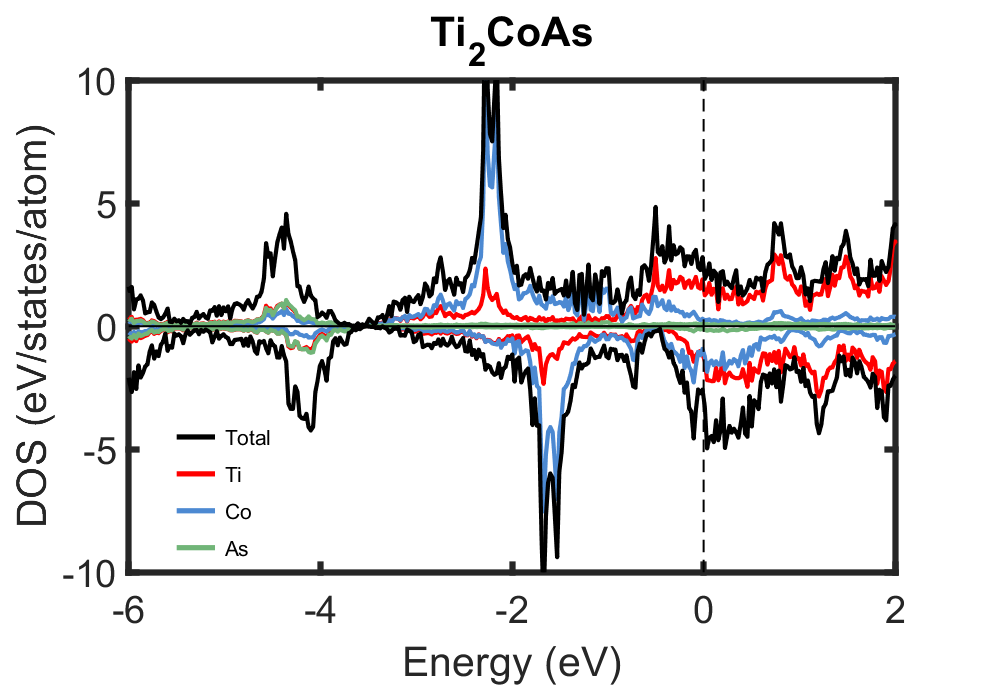 Ti2CoAs
10
5
0
-5
-10
DOS (eV/states/atom)
Total
Ti
Co
As
-6 -4 -2 0 2
Energy (eV)